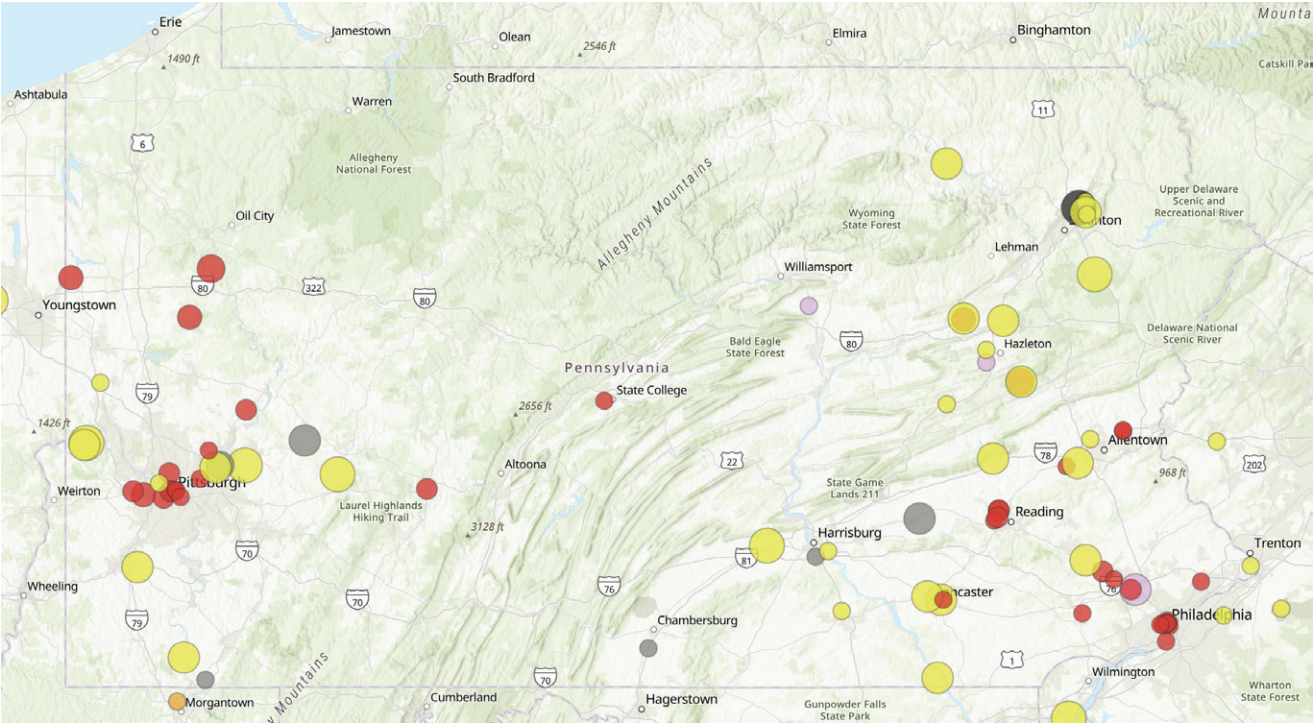 Mounta
Erie
Jamestown
Olean
2546 ft
Elmira
Binghamton
1490 ft
Catskill Pa
South Bradford
Ashtabula
Warren
11
6
Allegheny
National Forest
Allegheny Mountains
Upper Delaware
Scenic and
Recreational River
Oil City
Wyoming
State Forest
nton
Lehman
Williamsport
80
322
80
Youngstown
Bald Eagle
State Forest
80
Hazleton
Delaware National
Scenic River
Pennsylvania
State College
79
2656 ft
1426 ft
Allentown
78
22
Altoona
202
968 ft
Pittsburgh
Weirton
State Game
Lands 211
Laurel Highlands
Hiking Trail
Reading
3128 ft
Harrisburg
Trenton
70
81
Wheeling
76
76
70
ncaster
79
Chambersburg
Philadelphia
1
70
Wilmington
Wharton
State Forest
Morgantown
Cumberland
Hagerstown
Gunpowder Falls
State Park
y Mountains